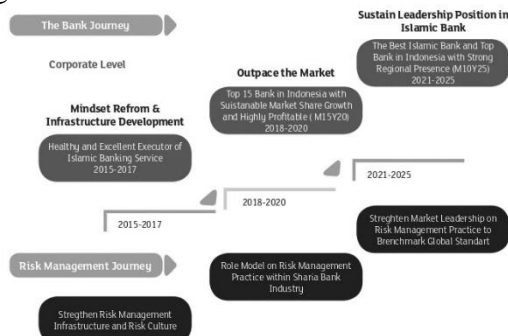 The Bank Journey
Corporate Level
Sustain Leadership Position in
Islamic Bank
The Best Islamic Bank and Top
Bank in Indonesia with Strong
Regional Presence (M10Y25)
2021-2025
Outpace the Market
Top 15 Bank in Indonesia with
Suistanable Market Share Growth
and Highly Profitable ( M15Y20)
2018-2020
Mindset Refrom &
Infrastructure Development
Healthy and Excellent Executor of
Islamic Banking Service
2015-2017
2021-2025
2018-2020
2015-2017
Risk Management Journey
Streghten Market Leadership on
Risk Management Practice to
Brenchmark Global Standart
Role Model on Risk Management
Practice within Sharia Bank
Industry
Stregthen Risk Management
Infrastructure and Risk Culture